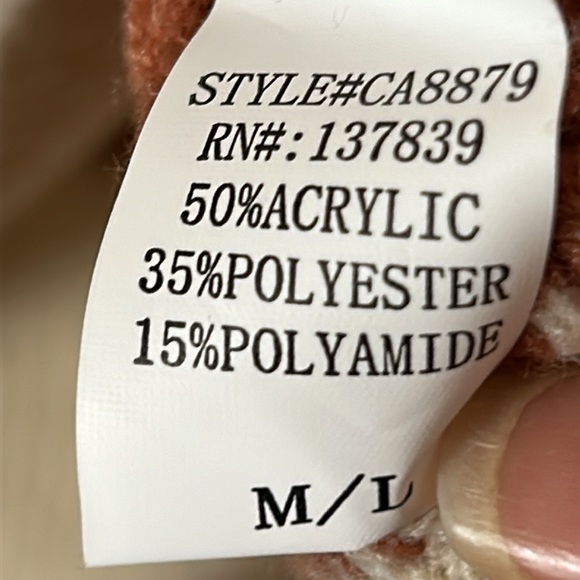 STYLE#CA8879
RN#:137839
50%ACRYLIC
35%POLYESTER
15%POLYAMIDE
M/L